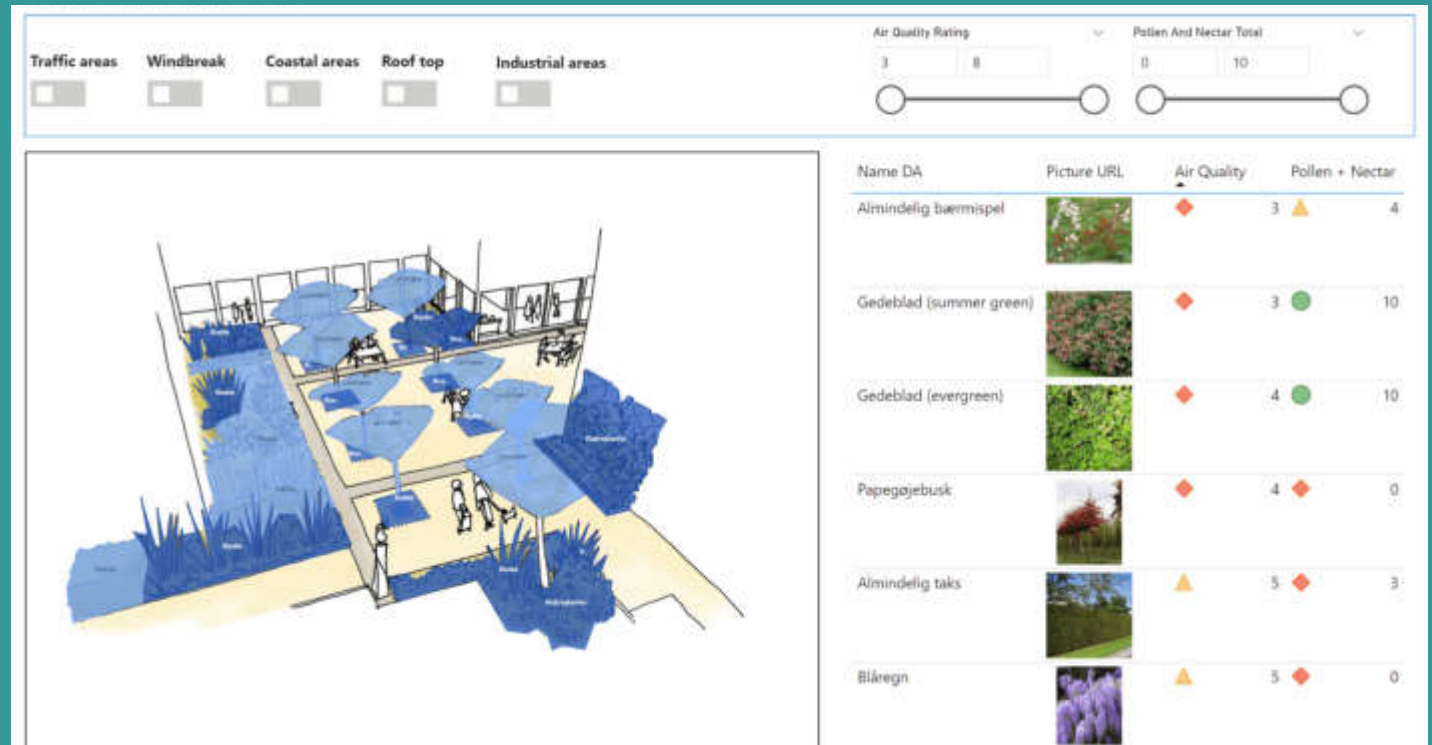 Traffic areas
Windbreak
Coastal areas
Roof top
Industrial areas
Air Quality Rating
3
8
Pollen And Nectar Total
0
10
Name DA
Picture URL
Air Quality
Pollen + Nectar
Almindelig bærmispel
3
4
Gedeblad (summer green)
3
10
Gedeblad (evergreen)
4
10
Papegøjebusk
4
0
Almindelig taks
5
3
Blåregn
5
0